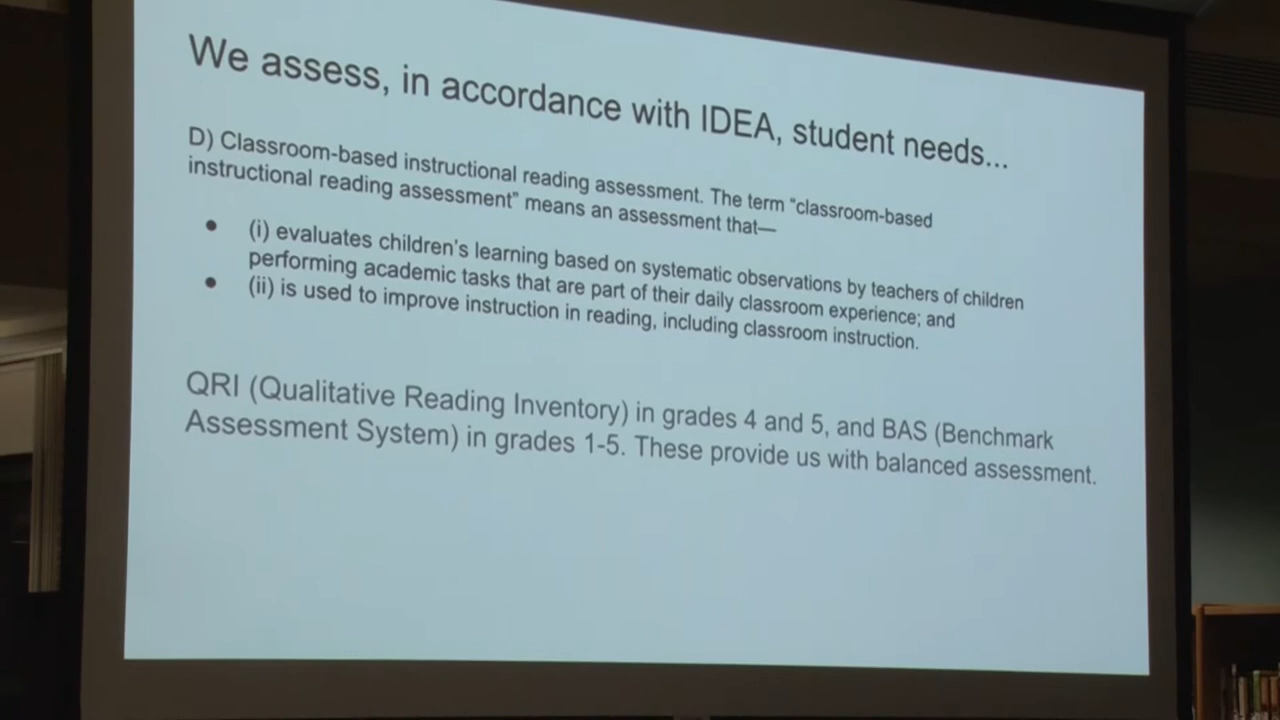 We assess, in accordance with IDEA, student needs...
D) Classroom-based instructional reading assessment. The term “classroom-based
instructional reading assessment” means an assessment that—
• (i) evaluates children’s learning based on systematic observations by teachers of children
performing academic tasks that are part of their daily classroom experience; and
• (ii) is used to improve instruction in reading, including classroom instruction.
QRI (Qualitative Reading Inventory) in grades 4 and 5, and BAS (Benchmark
Assessment System) in grades 1-5. These provide us with balanced assessment.